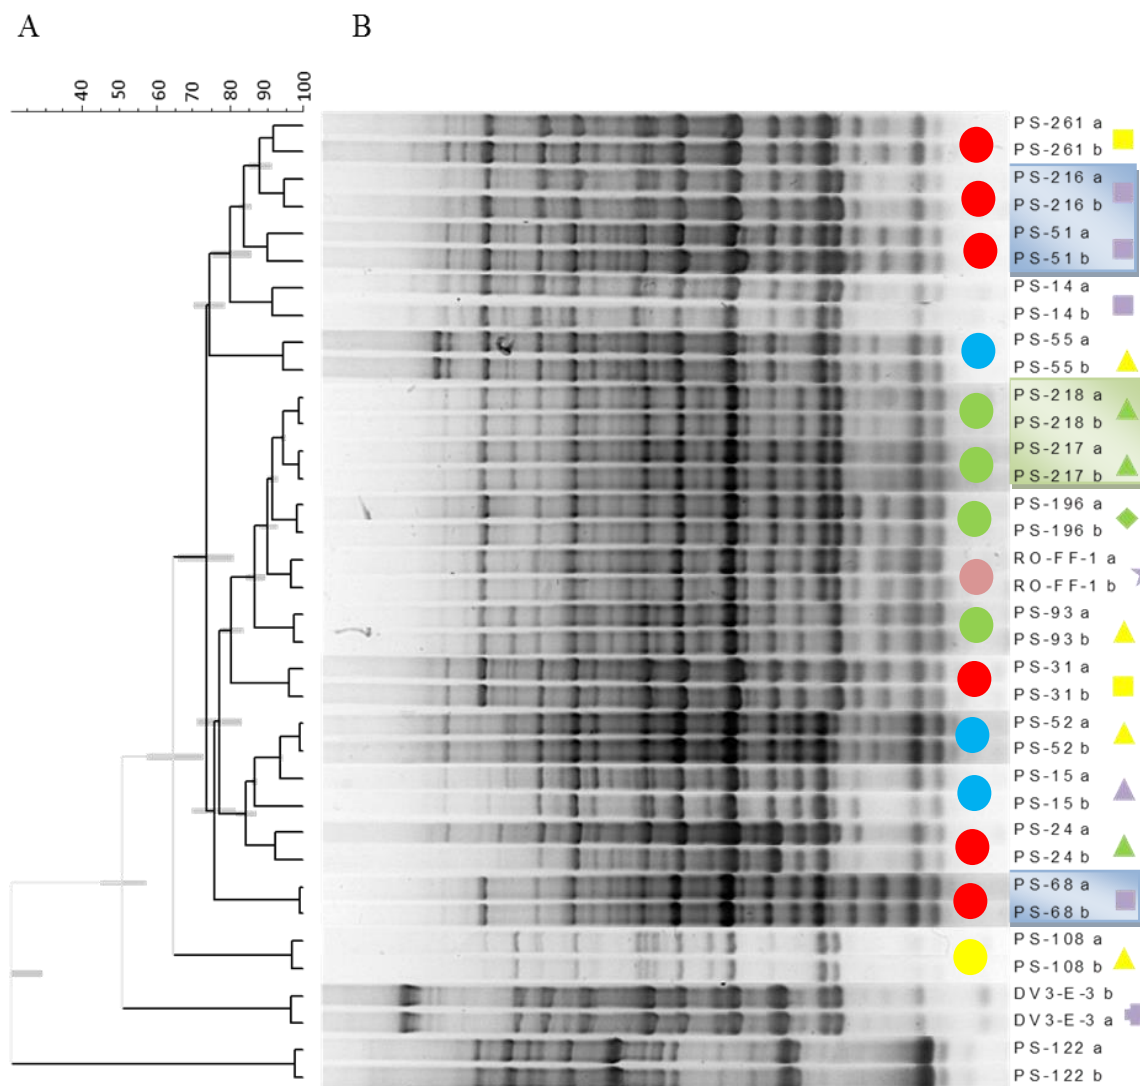 A B
40 50 60 70 80 90 100
PS-261 a
PS-261 b
PS-216 a
PS-216 b
PS-51 a
PS-51 b
PS-14 a
PS-14 b
PS-55 a
PS-55 b
PS-218 a
PS-218 b
PS-217 a
PS-217 b
PS-196 a
PS-196 b
RO-FF-1 a
RO-FF-1 b
PS-93 a
PS-93 b
PS-31 a
PS-31 b
PS-52 a
PS-52 b
PS-15 a
PS-15 b
PS-24 a
PS-24 b
PS-68 a
PS-68 b
PS-108 a
PS-108 b
DV3-E-3 b
DV3-E-3 a
PS-122 a
PS-122 b